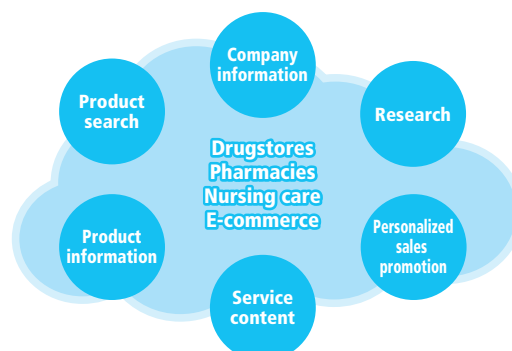 Company
information
Product
search
Research
Drugstores
Pharmacies
Nursing care
E-commerce
Product
information
Personalized
sales
promotion
Service
content